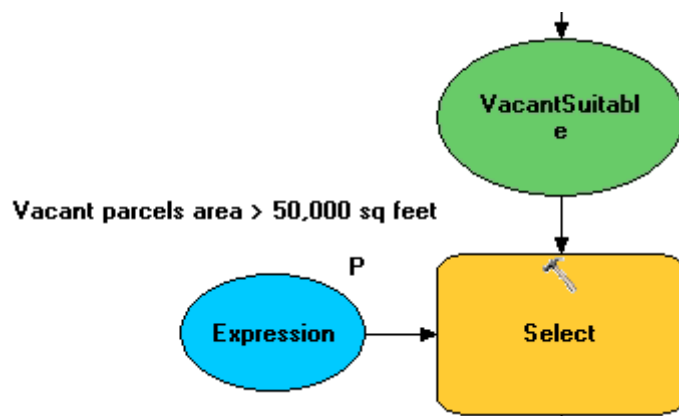 VacantSuitabl
e
Vacant parcels area > 50,000 sq feet
P
Expression
Select